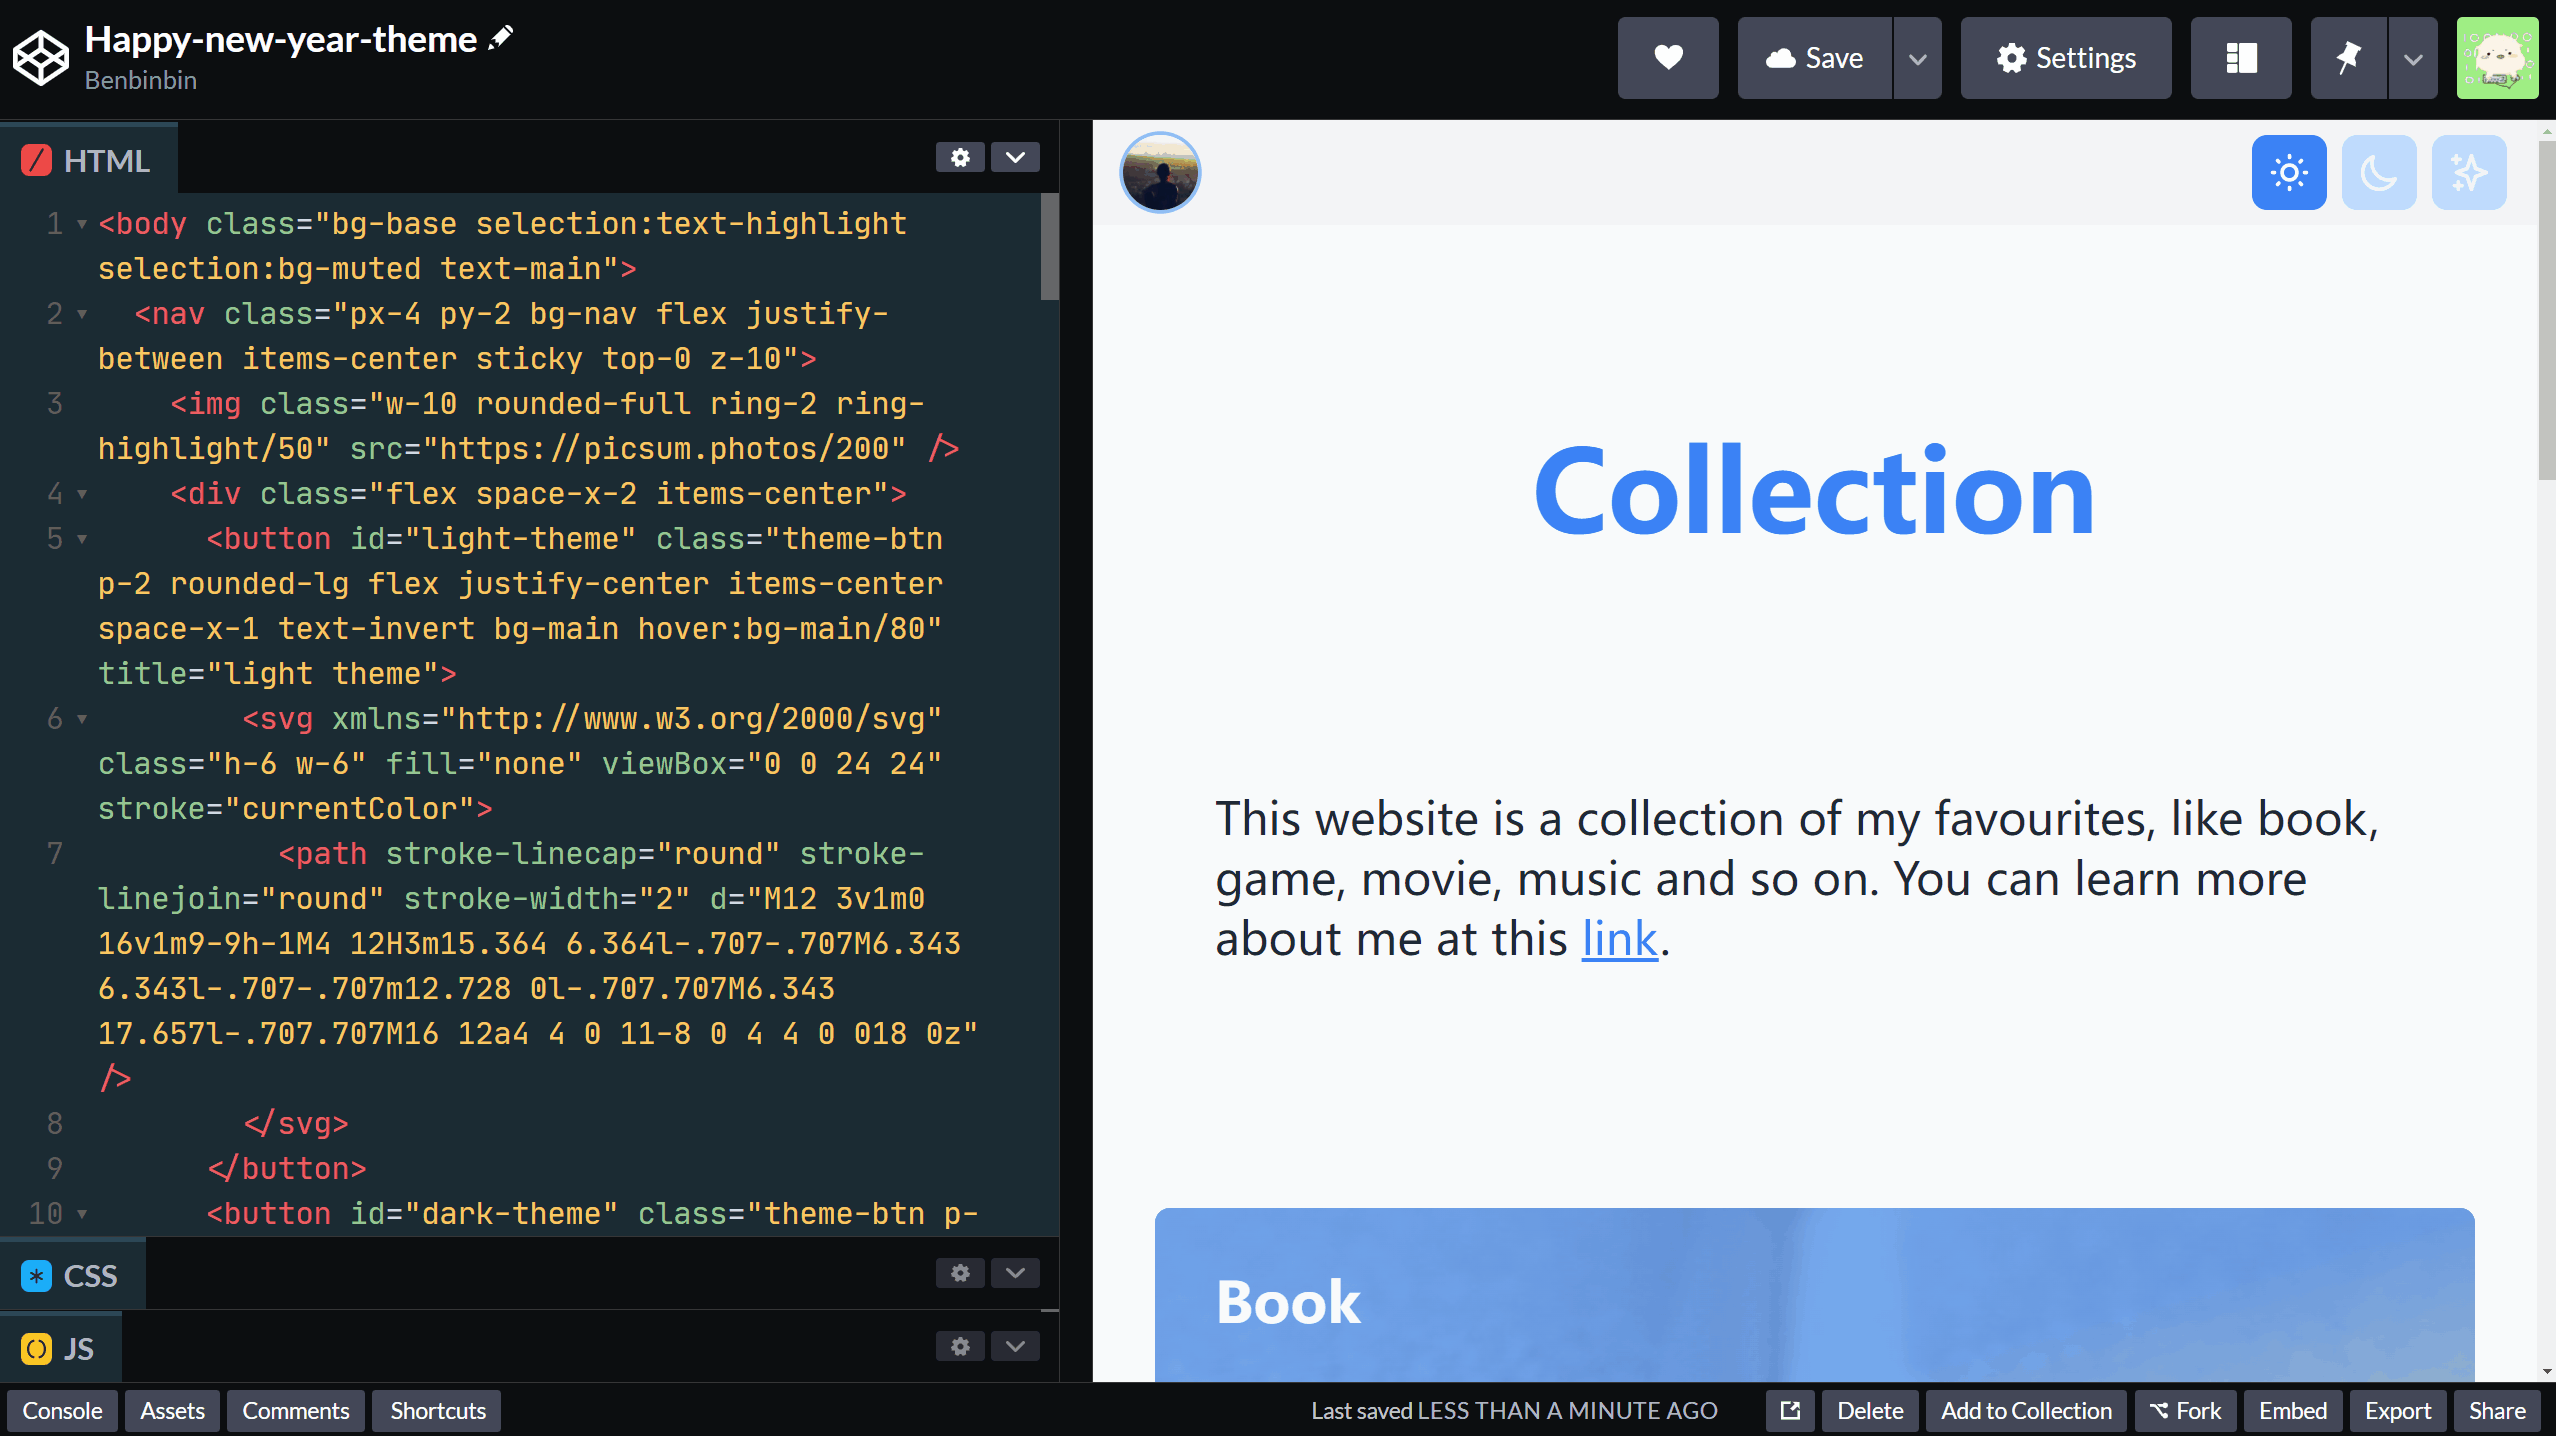 Happy-new-year-theme
Benbinbin
Save
Settings
HTML
1 <body class="bg-base selection:text-highlight
selection:bg-muted text-main">
2 <nav class="px-4 py-2 bg-nav flex justify-
between items-center sticky top-0 z-10">
3 <img class="w-10 rounded-full ring-2 ring-
highlight/50" src="https://picsum.photos/200" />
4 <div class="flex space-x-2 items-center">
5 <button id="light-theme" class="theme-btn
p-2 rounded-lg flex justify-center items-center
space-x-1 text-invert bg-main hover:bg-main/80"
title="light theme">
6 <svg xmlns="http://www.w3.org/2000/svg"
class="h-6 w-6" fill="none" viewBox="0 0 24 24"
stroke="currentColor">
7 <path stroke-linecap="round" stroke-
linejoin="round" stroke-width="2" d="M12 3v1m0
16v1m9-9h-1M4 12H3m15.364 6.364l-.707-.707M6.343
6.343l-.707-.707m12.728 0l-.707.707M6.343
17.657l-.707.707M16 12a4 4 0 11-8 0 4 4 0 018 0z"
/>
8 </svg>
9 </button>
10 <button id="dark-theme" class="theme-btn p-
CSS
JS
Collection
This website is a collection of my favourites, like book,
game, movie, music and so on. You can learn more
about me at this link.
Book
Console
Assets
Comments
Shortcuts
Last saved LESS THAN A MINUTE AGO
Delete
Add to Collection
Fork
Embed
Export
Share